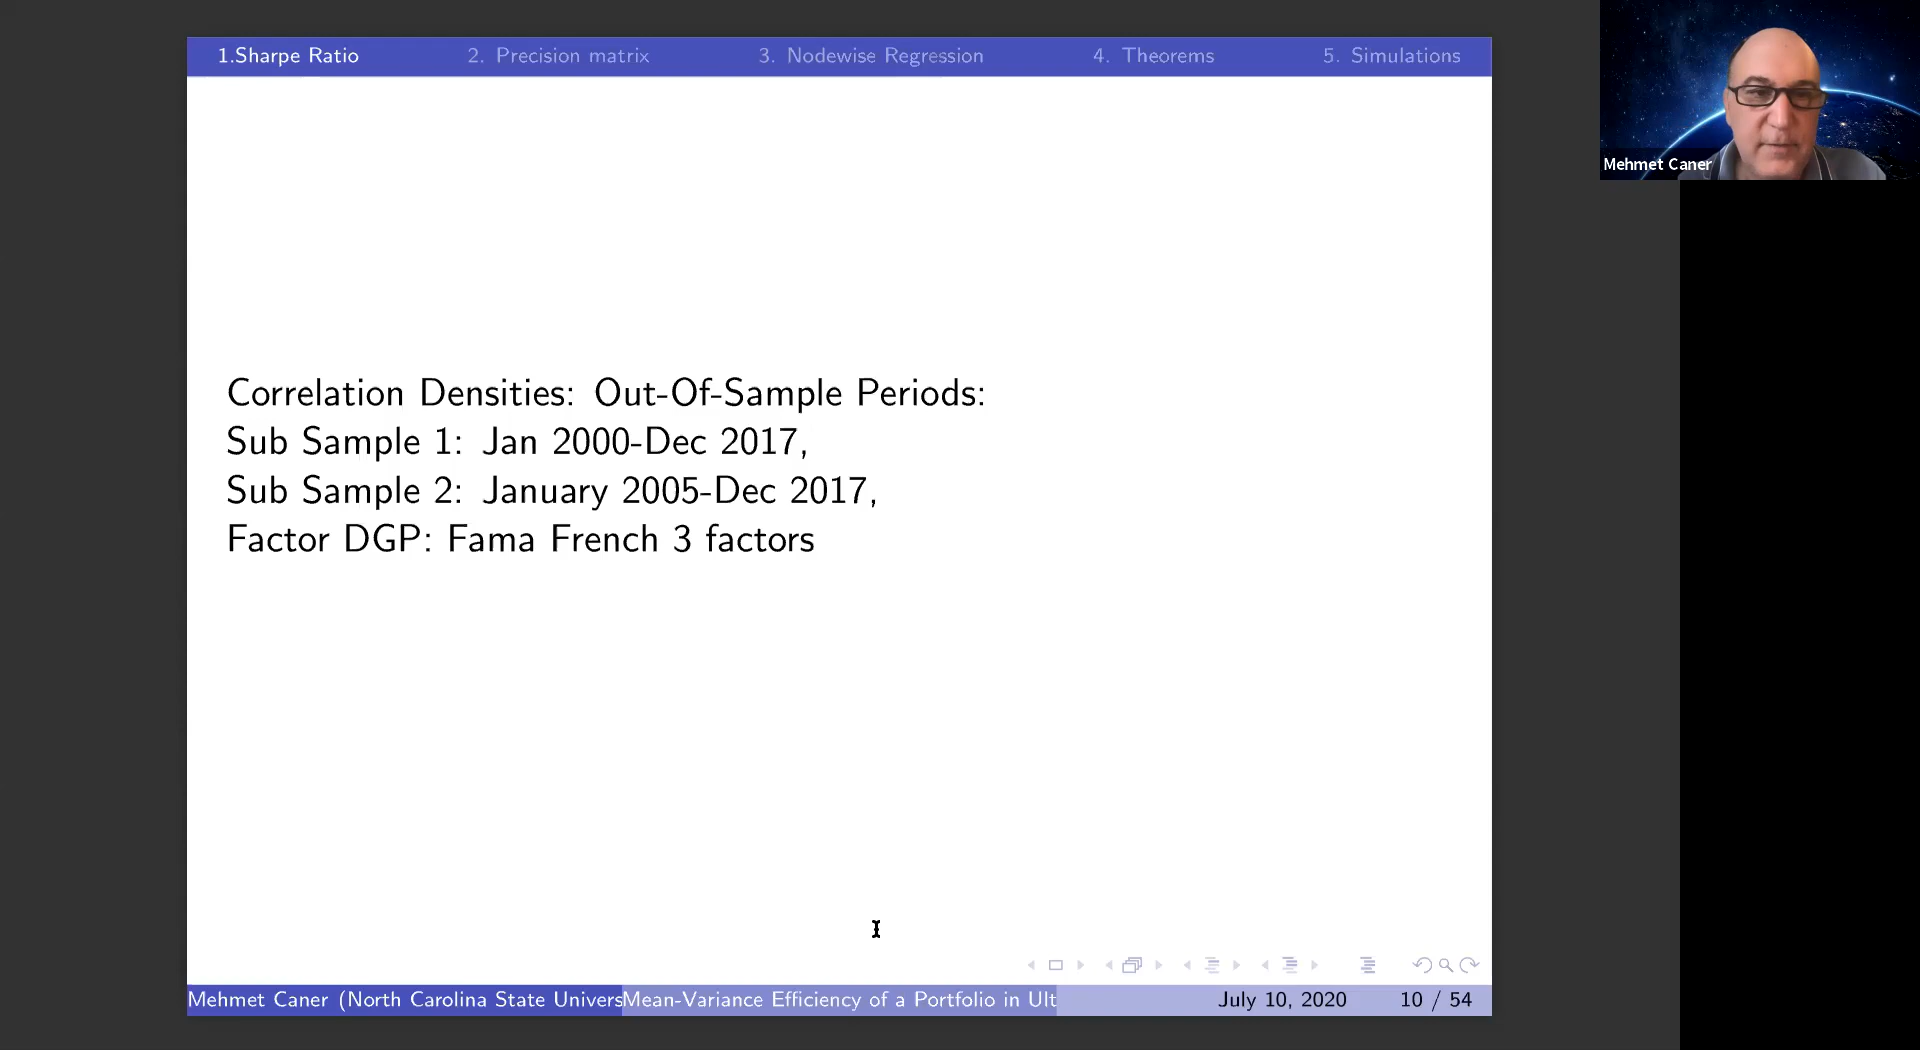 1.Sharpe Ratio 2. Precision matrix 3. Nodewise Regression 4. Theorems 5. Simulations
Mehmet Caner
Correlation Densities: Out-Of-Sample Periods:
Sub Sample 1: Jan 2000-Dec 2017,
Sub Sample 2: January 2005-Dec 2017,
Factor DGP: Fama French 3 factors
Mehmet Caner (North Carolina State Univers Mean-Variance Efficiency of a Portfolio in Ult July 10, 2020 10 / 54